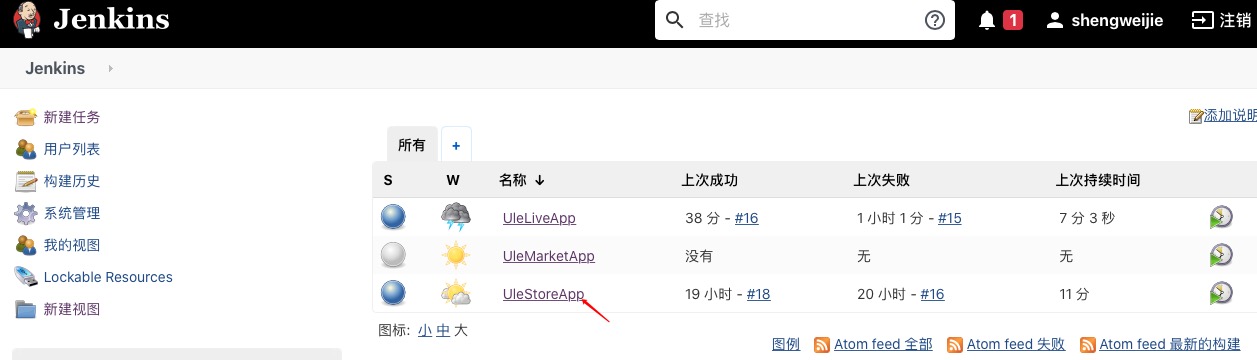 Jenkins 查找 1 shengweijie 注销
Jenkins
新建任务
用户列表
构建历史
系统管理
我的视图
Lockable Resources
新建视图
添加说明
所有 +
S W 名称 ↓ 上次成功 上次失败 上次持续时间
UleLiveApp 38 分 - #16 1 小时 1 分 - #15 7 分 3 秒
UleMarketApp 没有 无 无
UleStoreApp 19 小时 - #18 20 小时 - #16 11 分
图标: 小 中 大
图例 Atom feed 全部 Atom feed 失败 Atom feed 最新的构建